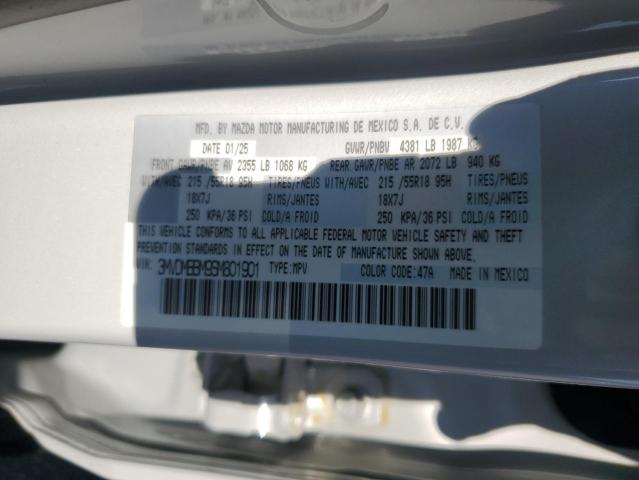 MFD. BY MAZDA MOTOR MANUFACTURING DE MEXICO S.A. DE C.V.
DATE 01/25 GVWR/PNBV 4381 LB 1987 KG
FRONT GAWR/PNBE AV 2355 LB 1068 KG REAR GAWR/PNBE AR 2072 LB 940 KG
WITH/AVEC 215 /55R18 95H TIRES/PNEUS WITH/AVEC 215 /55R18 95H TIRES/PNEUS
18X7J RIMS/JANTES 18X7J RIMS/JANTES
250 KPA/36 PSI COLD/A FROID 250 KPA/36 PSI COLD/A FROID
CONFORMS TO ALL APPLICABLE FEDERAL MOTOR VEHICLE SAFETY AND THEFT
PREVENTION STANDARDS IN EFFECT ON THE DATE OF MANUFACTURE SHOWN ABOVE.
VIN: TYPE:MPV COLOR CODE:47A MADE IN MEXICO